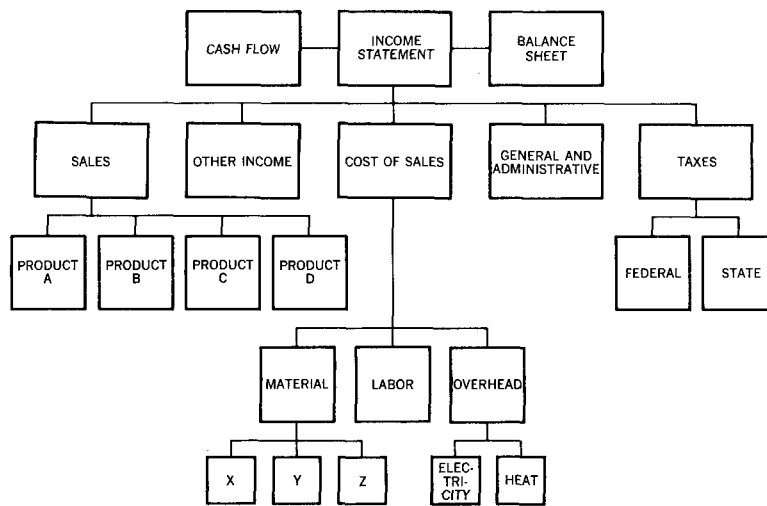 CASH FLOW
INCOME
STATEMENT
BALANCE
SHEET
SALES
OTHER INCOME
COST OF SALES
GENERAL AND
ADMINISTRATIVE
TAXES
PRODUCT
A
PRODUCT
B
PRODUCT
C
PRODUCT
D
FEDERAL
STATE
MATERIAL
LABOR
OVERHEAD
X
Y
Z
ELEC-
TRI-
CITY
HEAT